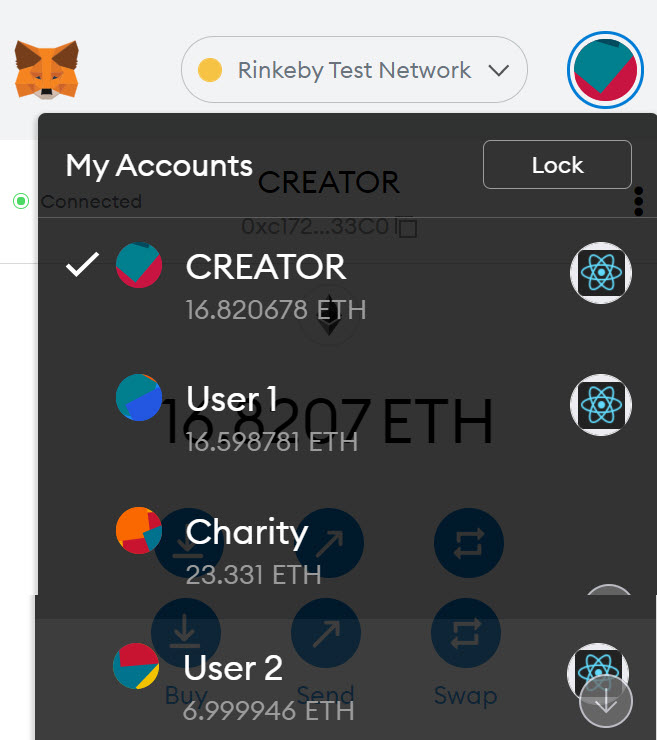 Rinkeby Test Network
My Accounts
Lock
CREATOR
Connected
0xc172...33C0
CREATOR
16.820678 ETH
User 1
16.8207 ETH
16.598781 ETH
Charity
23.331 ETH
User 2
Buy Send Swap
6.999946 ETH